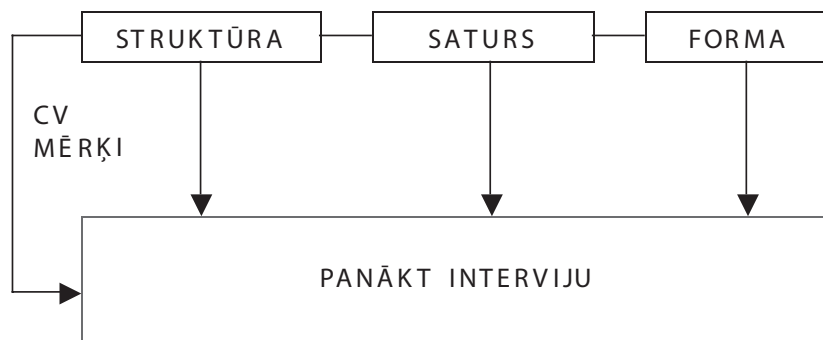 STRUKTŪRA
SATURS
FORMA
CV
MĒRĶI
PANĀKT INTERVIJU